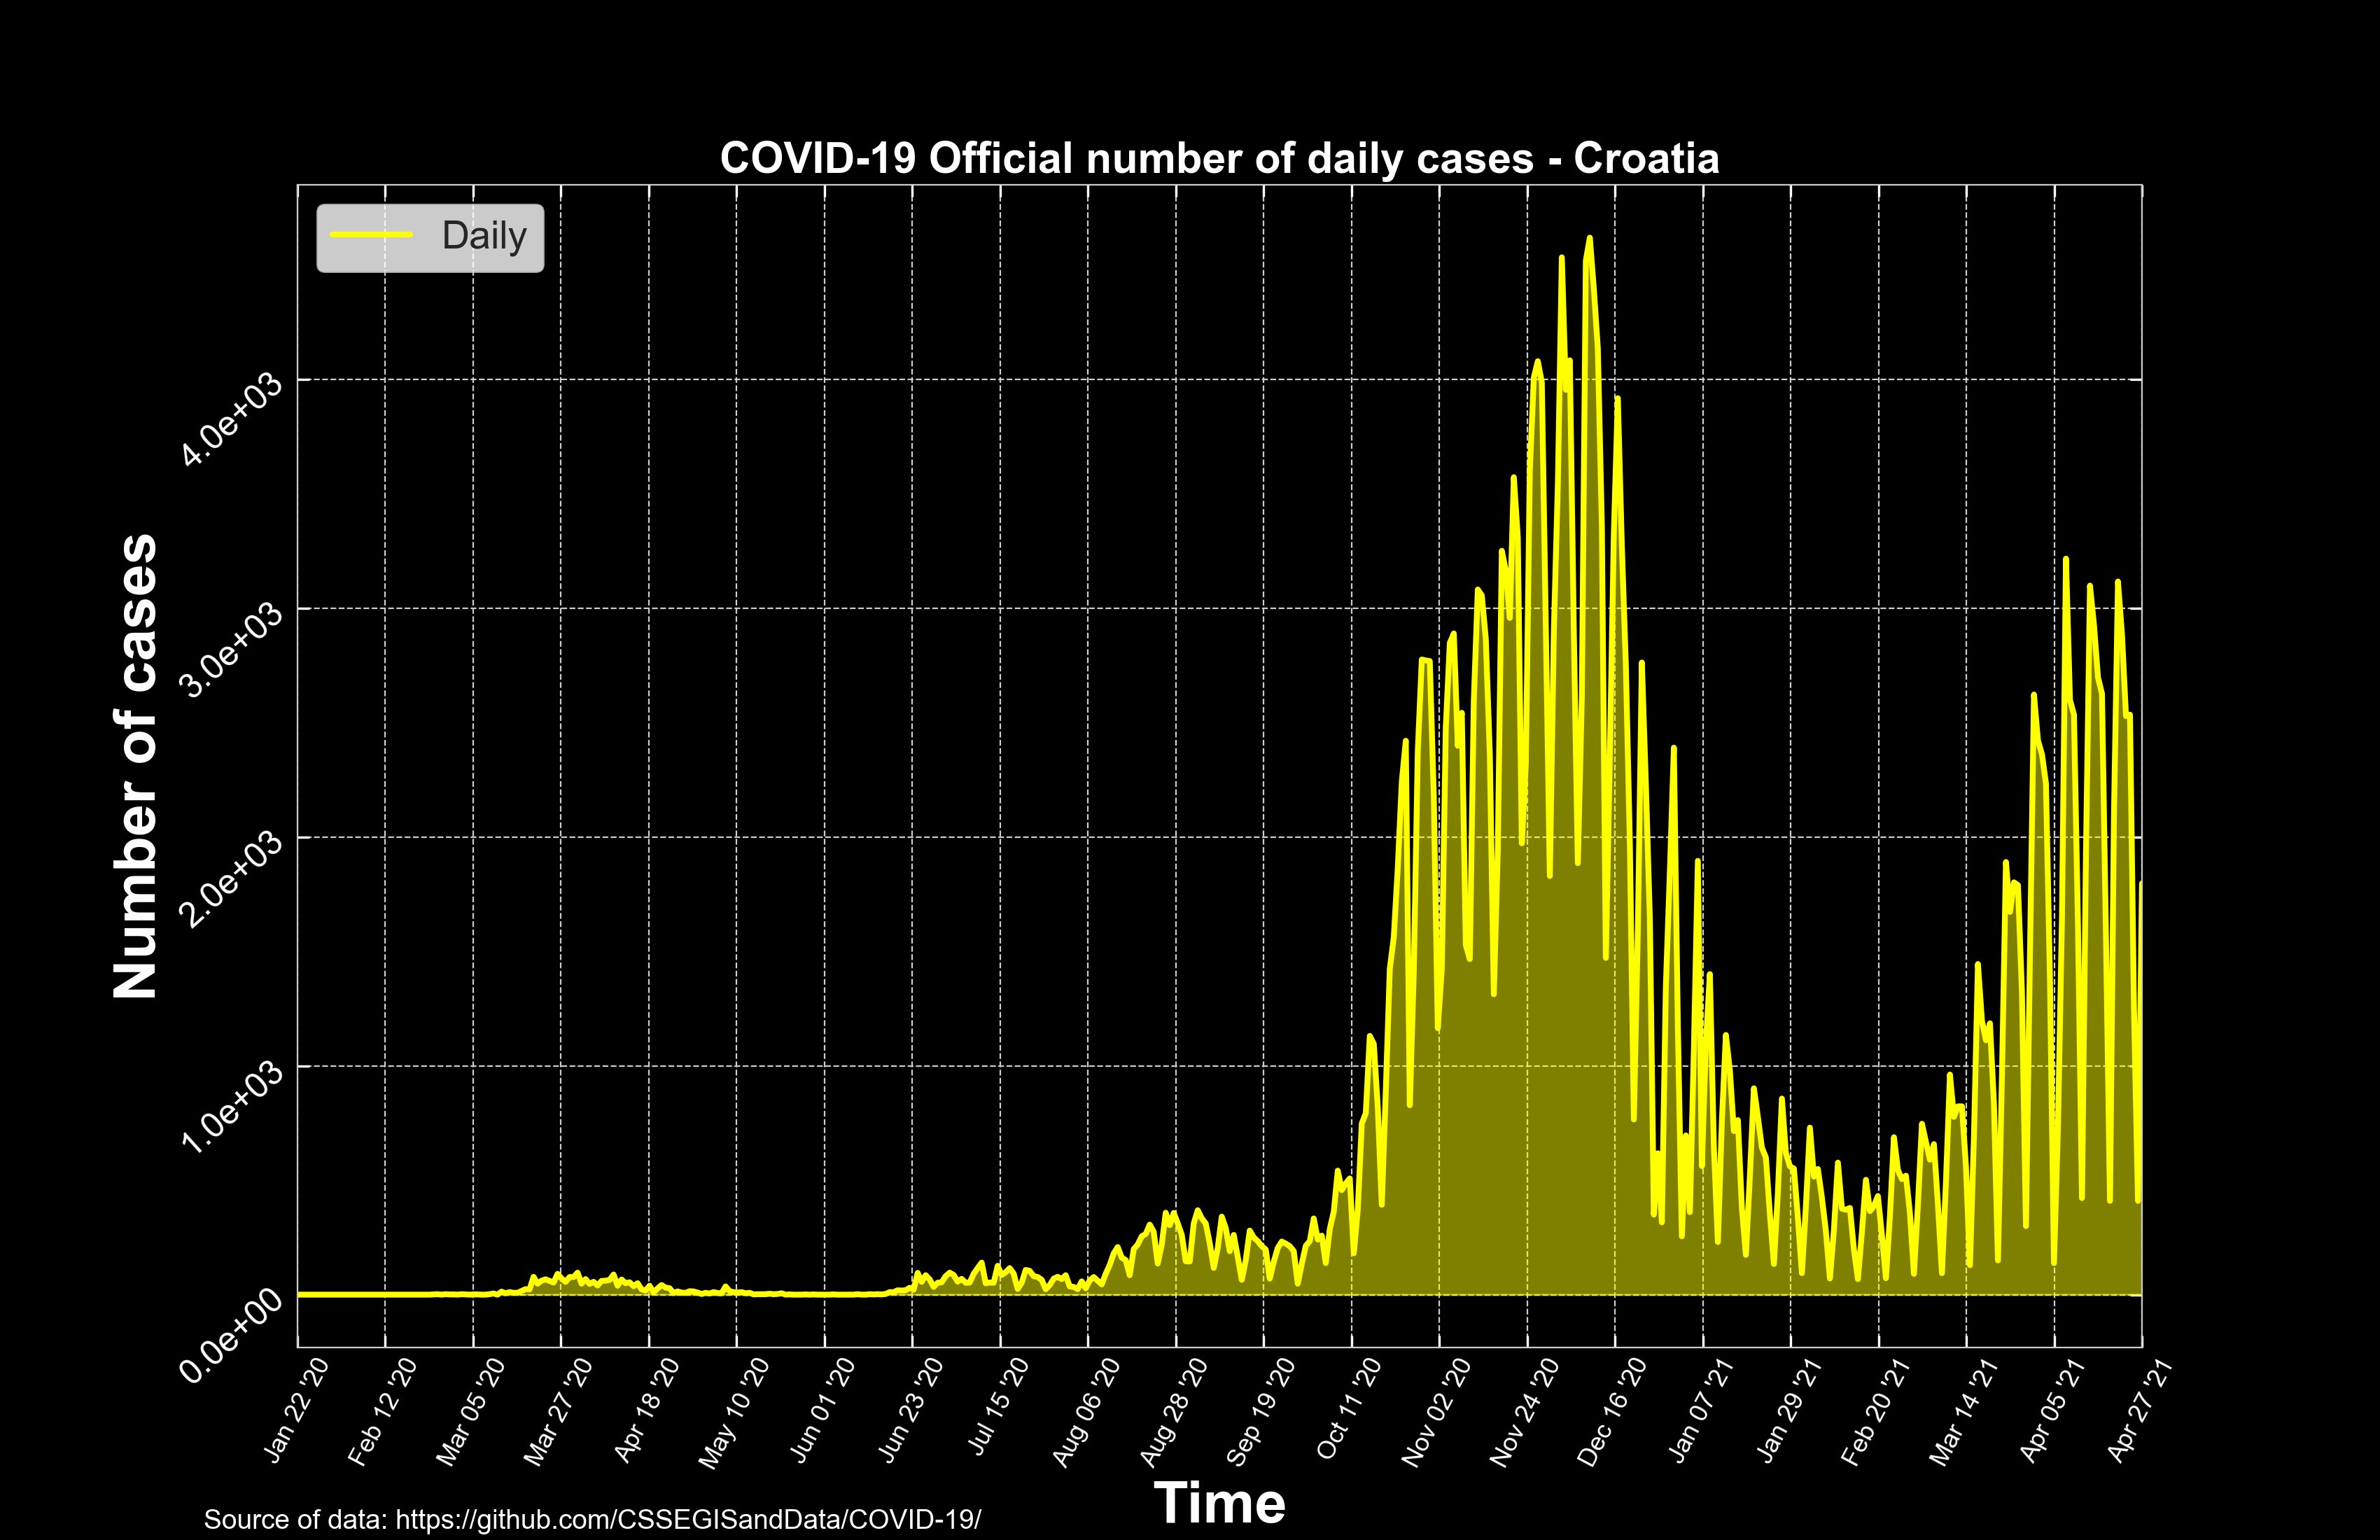 COVID-19 Official number of daily cases - Croatia
Daily
Number of cases
4.0e+03
3.0e+03
2.0e+03
1.0e+03
0.0e+00
Jan 22 '20
Feb 12 '20
Mar 05 '20
Mar 27 '20
Apr 18 '20
May 10 '20
Jun 01 '20
Jun 23 '20
Jul 15 '20
Aug 06 '20
Aug 28 '20
Sep 19 '20
Oct 11 '20
Nov 02 '20
Nov 24 '20
Dec 16 '20
Jan 07 '21
Jan 29 '21
Feb 20 '21
Mar 14 '21
Apr 05 '21
Apr 27 '21
Time
Source of data: https://github.com/CSSEGISandData/COVID-19/